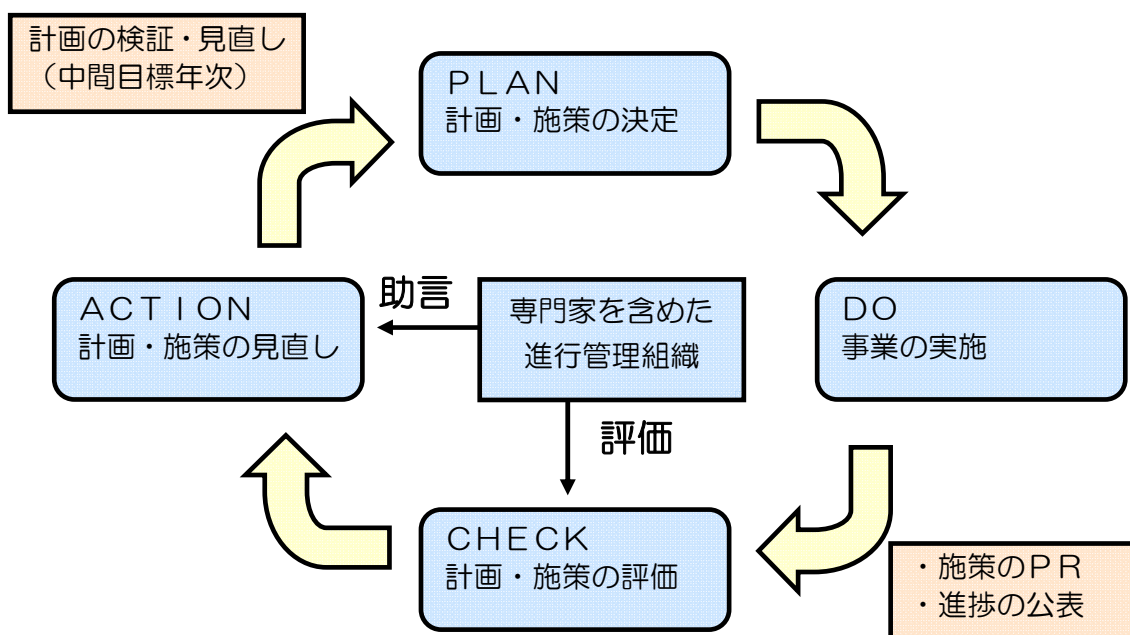 計画の検証・見直し
（中間目標年次）
ＰＬＡＮ
計画・施策の決定
ＡＣＴＩＯＮ
計画・施策の見直し
助言
専門家を含めた
進行管理組織
ＤＯ
事業の実施
評価
ＣＨＥＣＫ
計画・施策の評価
・施策のＰＲ
・進捗の公表